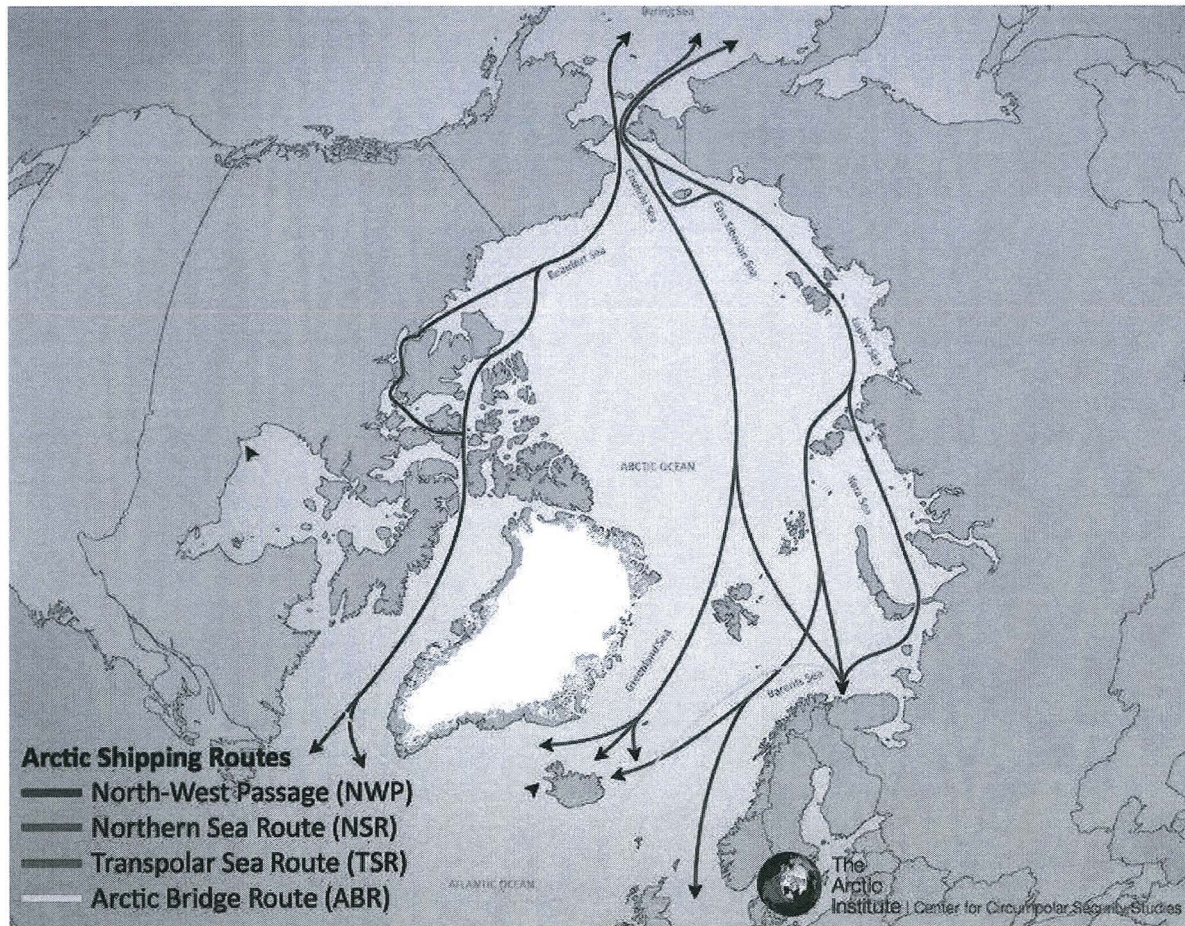 Bering Sea
Chukchi Sea
East Siberian Sea
Beaufort Sea
Laptev Sea
ARCTIC OCEAN
Kara Sea
Greenland Sea
Barents Sea
Arctic Shipping Routes
North-West Passage (NWP)
Northern Sea Route (NSR)
Transpolar Sea Route (TSR)
Arctic Bridge Route (ABR)
ATLANTIC OCEAN
The
Arctic
Institute | Center for Circumpolar Security Studies